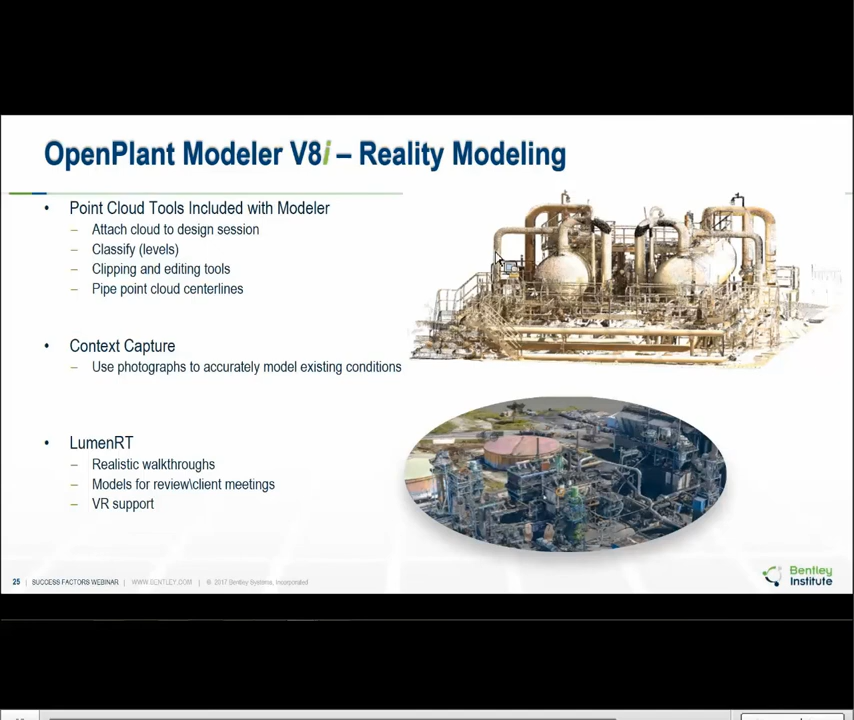 OpenPlant Modeler V8i – Reality Modeling
• Point Cloud Tools Included with Modeler
– Attach cloud to design session
– Classify (levels)
– Clipping and editing tools
– Pipe point cloud centerlines
• Context Capture
– Use photographs to accurately model existing conditions
• LumenRT
– Realistic walkthroughs
– Models for review\client meetings
– VR support
25 | SUCCESS FACTORS WEBINAR | WWW.BENTLEY.COM | © 2017 Bentley Systems, Incorporated
Bentley
Institute